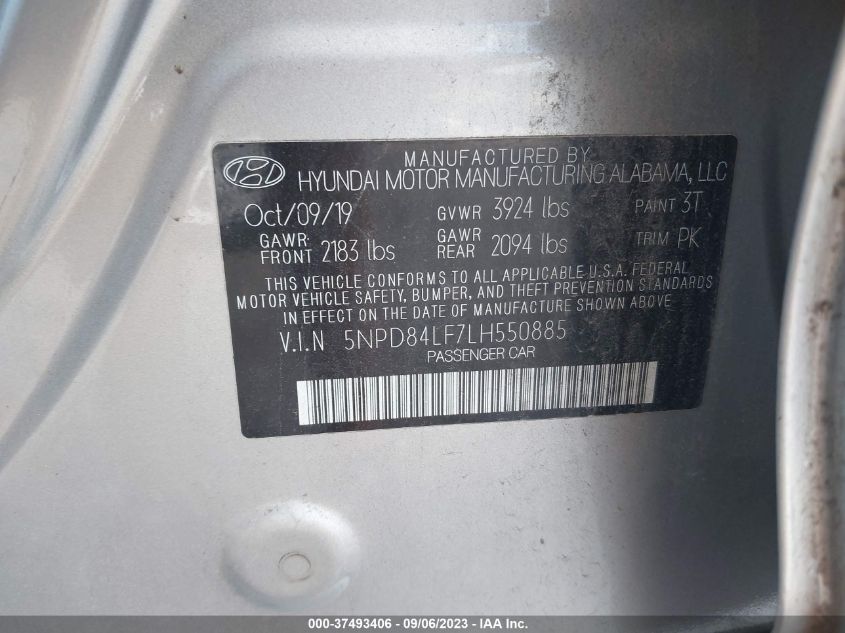 MANUFACTURED BY
HYUNDAI MOTOR MANUFACTURING ALABAMA, LLC
Oct/09/19 GVWR 3924 lbs PAINT 3T
GAWR FRONT 2183 lbs GAWR REAR 2094 lbs TRIM PK
THIS VEHICLE CONFORMS TO ALL APPLICABLE U.S.A. FEDERAL
MOTOR VEHICLE SAFETY, BUMPER, AND THEFT PREVENTION STANDARDS
IN EFFECT ON THE DATE OF MANUFACTURE SHOWN ABOVE.
V.I.N 5NPD84LF7LH550885
PASSENGER CAR
000-37493406 - 09/06/2023 - IAA Inc.